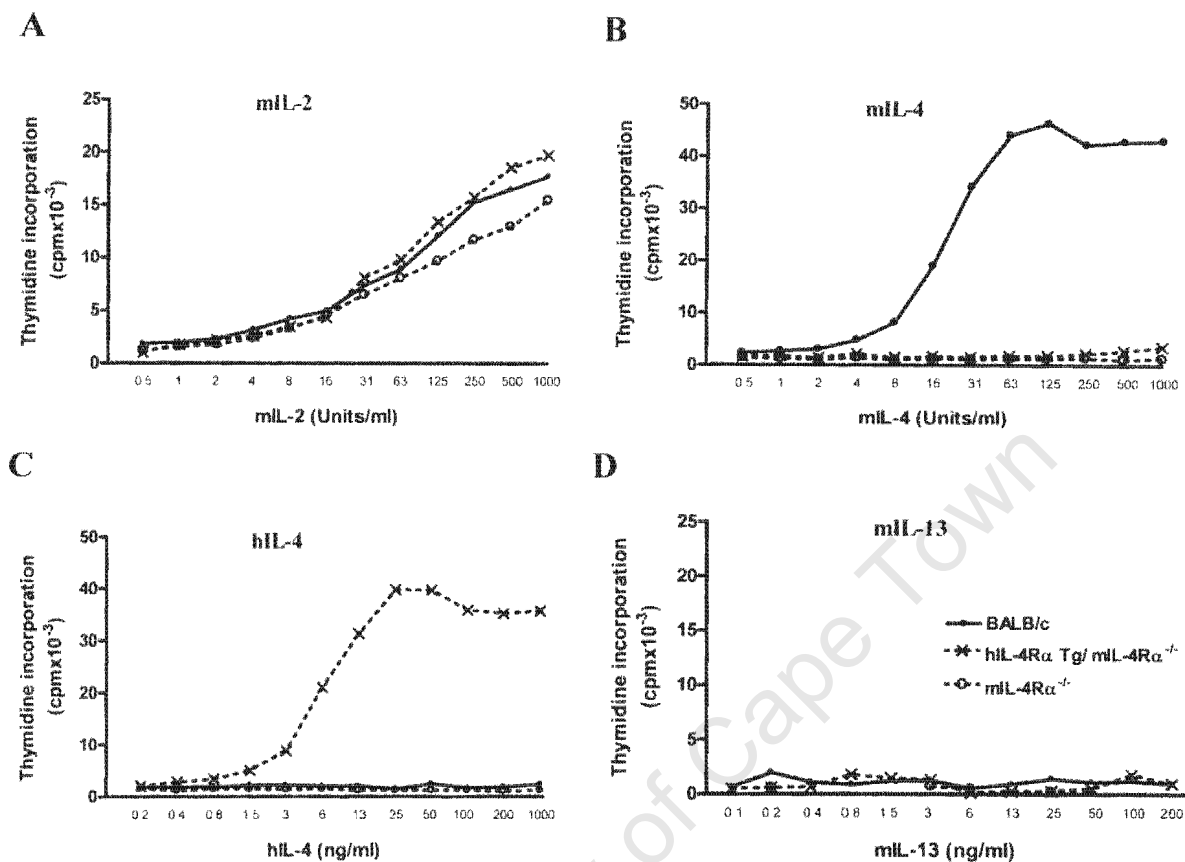 A
mIL-2
Thymidine incorporation
(cpmx10⁻³)
25
20
15
10
5
0
0.5 1 2 4 8 16 31 63 125 250 500 1000
mIL-2 (Units/ml)
B
mIL-4
Thymidine incorporation
(cpmx10⁻³)
50
40
30
20
10
0
0.5 1 2 4 8 16 31 63 125 250 500 1000
mIL-4 (Units/ml)
C
hIL-4
Thymidine incorporation
(cpmx10⁻³)
50
40
30
20
10
0
0.2 0.4 0.8 1.5 3 6 13 25 50 100 200 1000
hIL-4 (ng/ml)
D
mIL-13
Thymidine incorporation
(cpmx10⁻³)
25
20
15
10
5
0
0.1 0.2 0.4 0.8 1.5 3 6 13 25 50 100 200
mIL-13 (ng/ml)
BALB/c
hIL-4Rα Tg/ mIL-4Rα⁻/⁻
mIL-4Rα⁻/⁻
of Cape Town